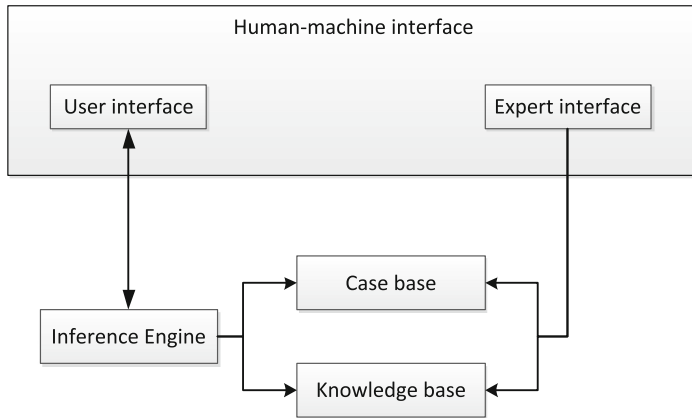 Human-machine interface
User interface
Expert interface
Case base
Inference Engine
Knowledge base